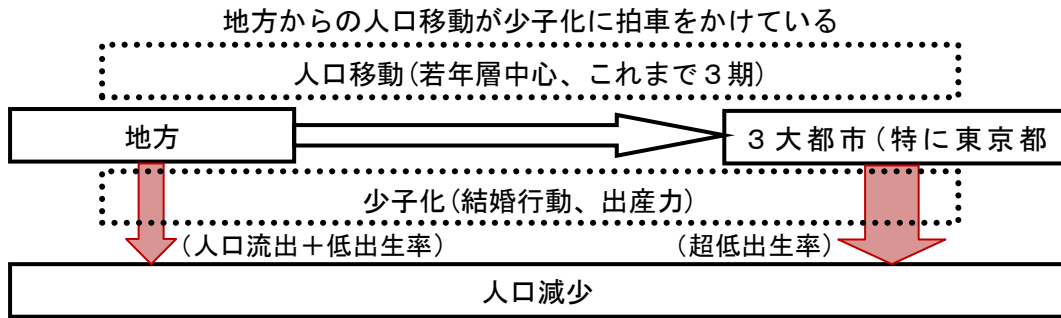 地方からの人口移動が少子化に拍車をかけている
人口移動(若年層中心、これまで３期)
地方
３大都市(特に東京都
少子化(結婚行動、出産力)
(人口流出＋低出生率)
(超低出生率)
人口減少